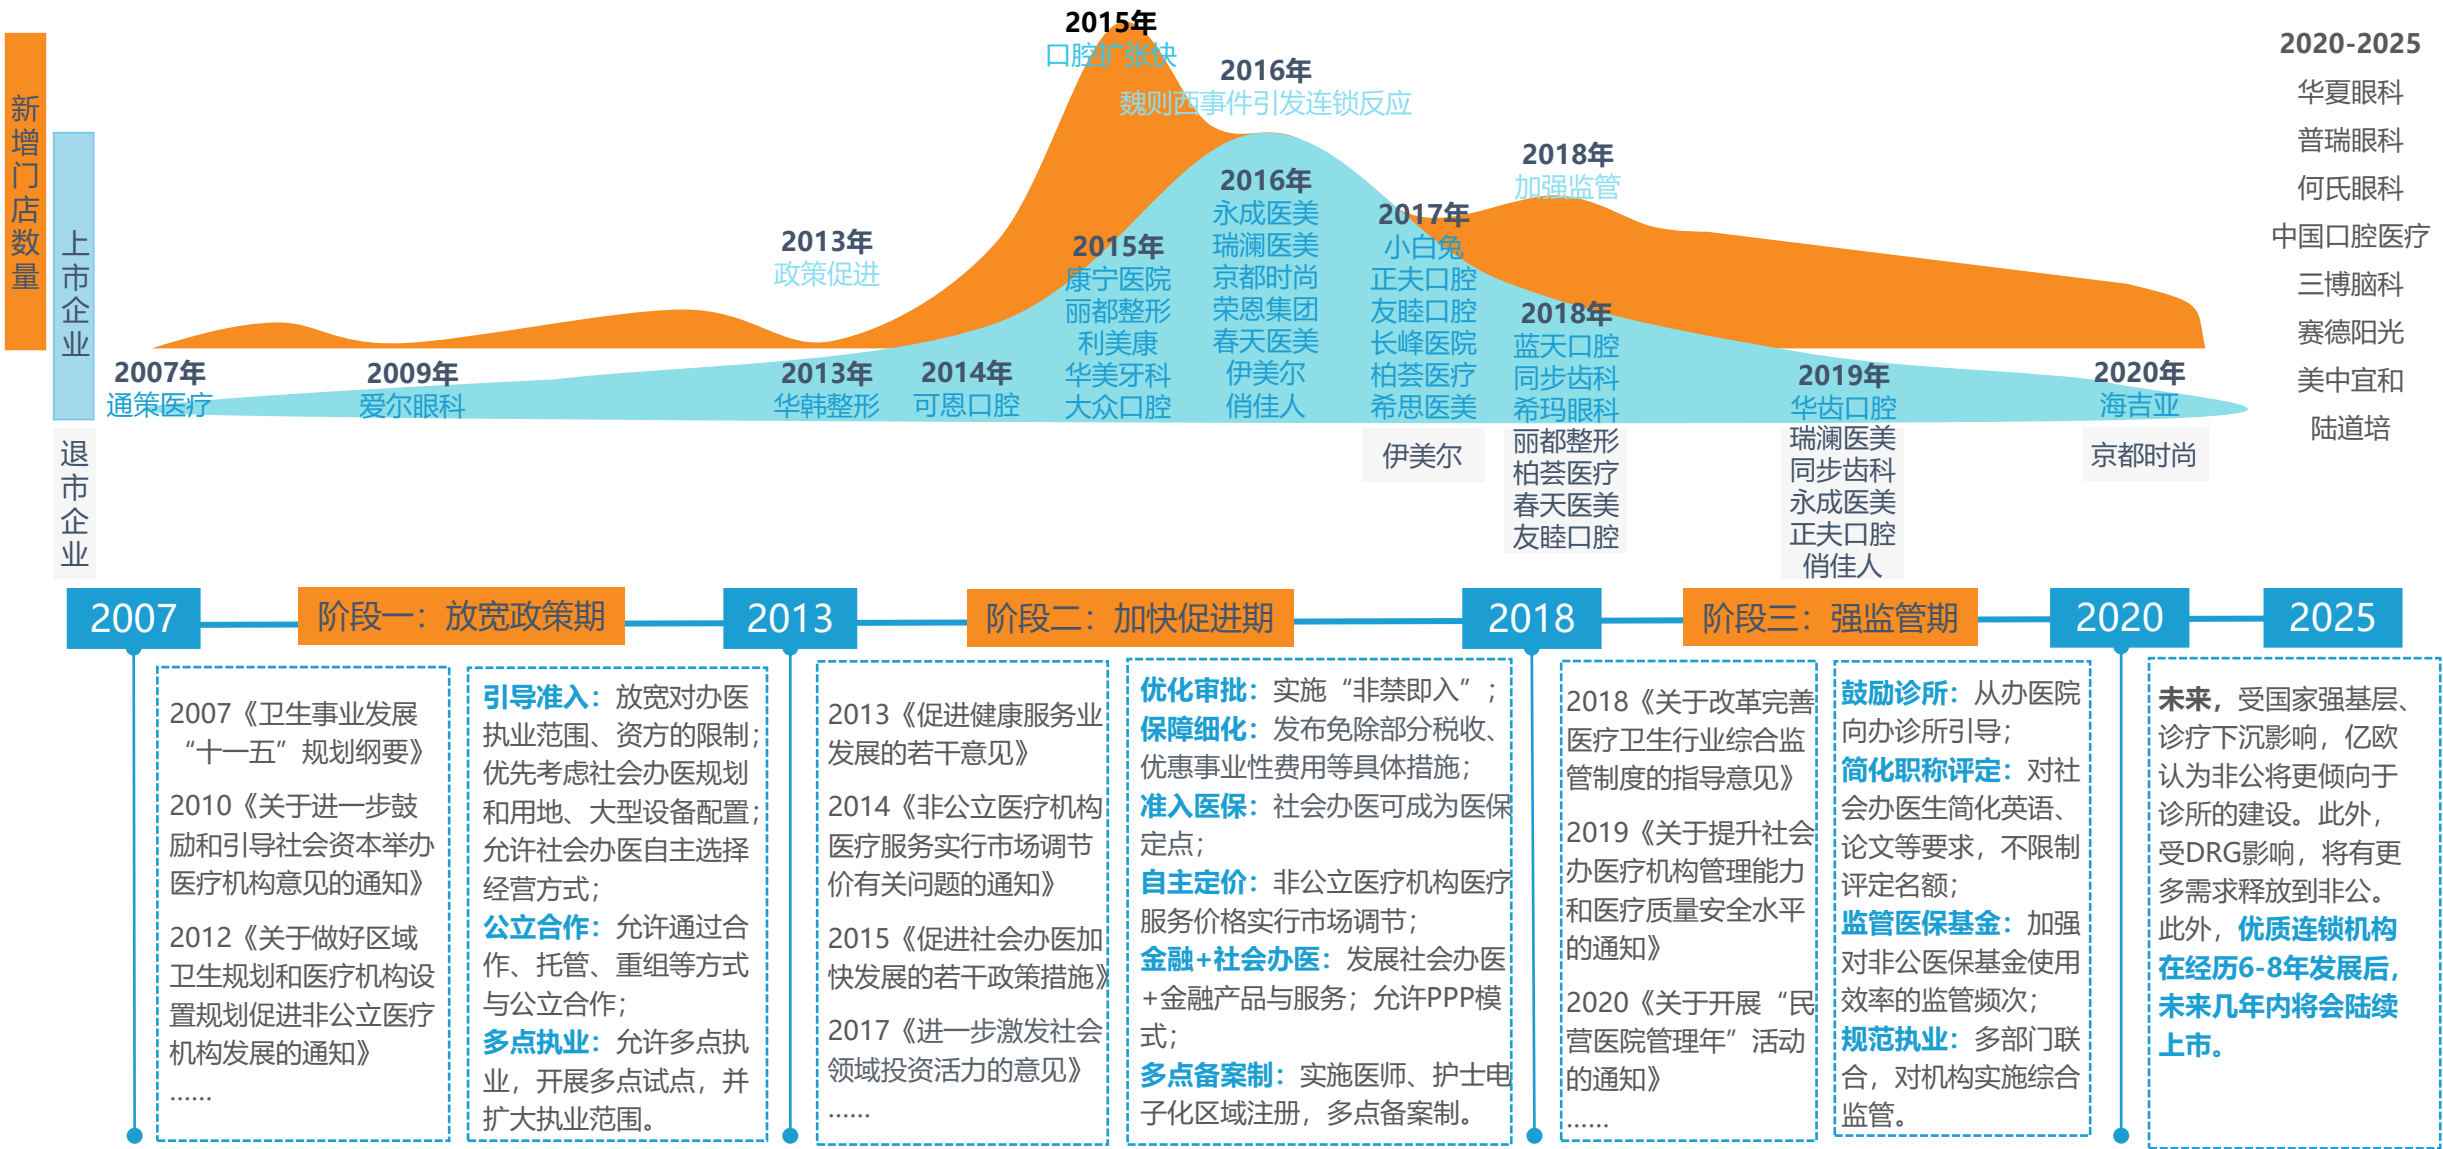 新增门店数量
上市企业
退市企业
2015年
口腔扩张快
2016年
魏则西事件引发连锁反应
2018年
加强监管
2013年
政策促进
2007年
通策医疗
2009年
爱尔眼科
2013年
华韩整形
2014年
可恩口腔
2015年
康宁医院
丽都整形
利美康
华美牙科
大众口腔
2016年
永成医美
瑞澜医美
京都时尚
荣恩集团
春天医美
伊美尔
俏佳人
2017年
小白兔
正夫口腔
友睦口腔
长峰医院
柏荟医疗
希思医美
伊美尔
2018年
蓝天口腔
同步齿科
希玛眼科
丽都整形
柏荟医疗
春天医美
友睦口腔
2019年
华齿口腔
瑞澜医美
同步齿科
永成医美
正夫口腔
俏佳人
2020年
海吉亚
京都时尚
2020-2025
华夏眼科
普瑞眼科
何氏眼科
中国口腔医疗
三博脑科
赛德阳光
美中宜和
陆道培
2007
阶段一：放宽政策期
2013
阶段二：加快促进期
2018
阶段三：强监管期
2020
2025
2007《卫生事业发展
“十一五”规划纲要》
2010《关于进一步鼓
励和引导社会资本举办
医疗机构意见的通知》
2012《关于做好区域
卫生规划和医疗机构设
置规划促进非公立医疗
机构发展的通知》
……
引导准入：放宽对办医
执业范围、资方的限制；
优先考虑社会办医规划
和用地、大型设备配置；
允许社会办医自主选择
经营方式；
公立合作：允许通过合
作、托管、重组等方式
与公立合作；
多点执业：允许多点执
业，开展多点试点，并
扩大执业范围。
2013《促进健康服务业
发展的若干意见》
2014《非公立医疗机构
医疗服务实行市场调节
价有关问题的通知》
2015《促进社会办医加
快发展的若干政策措施》
2017《进一步激发社会
领域投资活力的意见》
……
优化审批：实施“非禁即入”；
保障细化：发布免除部分税收、
优惠事业性费用等具体措施；
准入医保：社会办医可成为医保
定点；
自主定价：非公立医疗机构医疗
服务价格实行市场调节；
金融+社会办医：发展社会办医
+金融产品与服务；允许PPP模
式；
多点备案制：实施医师、护士电
子化区域注册，多点备案制。
2018《关于改革完善
医疗卫生行业综合监
管制度的指导意见》
2019《关于提升社会
办医疗机构管理能力
和医疗质量安全水平
的通知》
2020《关于开展“民
营医院管理年”活动
的通知》
……
鼓励诊所：从办医院
向办诊所引导；
简化职称评定：对社
会办医生简化英语、
论文等要求，不限制
评定名额；
监管医保基金：加强
对非公医保基金使用
效率的监管频次；
规范执业：多部门联
合，对机构实施综合
监管。
未来，受国家强基层、
诊疗下沉影响，亿欧
认为非公将更倾向于
诊所的建设。此外，
受DRG影响，将有更
多需求释放到非公。
此外，优质连锁机构
在经历6-8年发展后，
未来几年内将会陆续
上市。